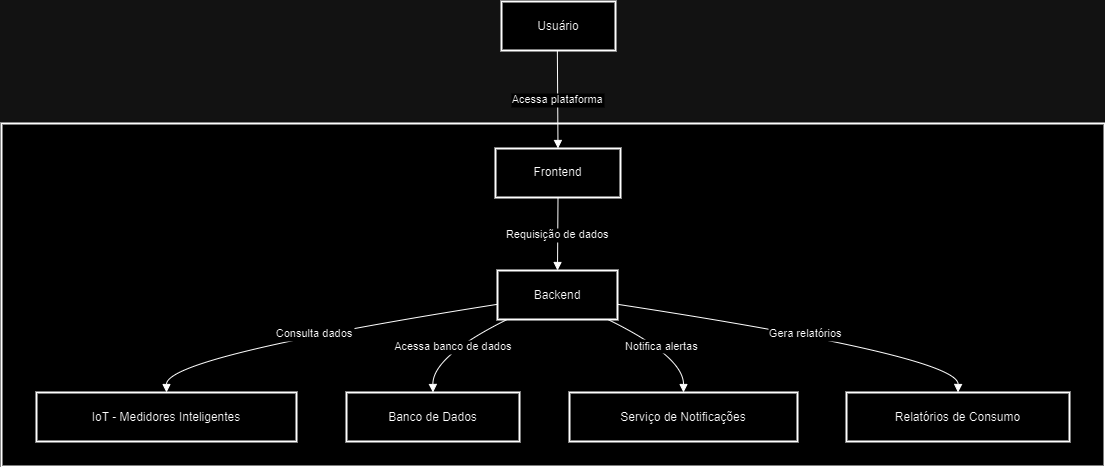 Usuário
Acessa plataforma
Frontend
Requisição de dados
Backend
Consulta dados
Acessa banco de dados
Notifica alertas
Gera relatórios
IoT - Medidores Inteligentes
Banco de Dados
Serviço de Notificações
Relatórios de Consumo